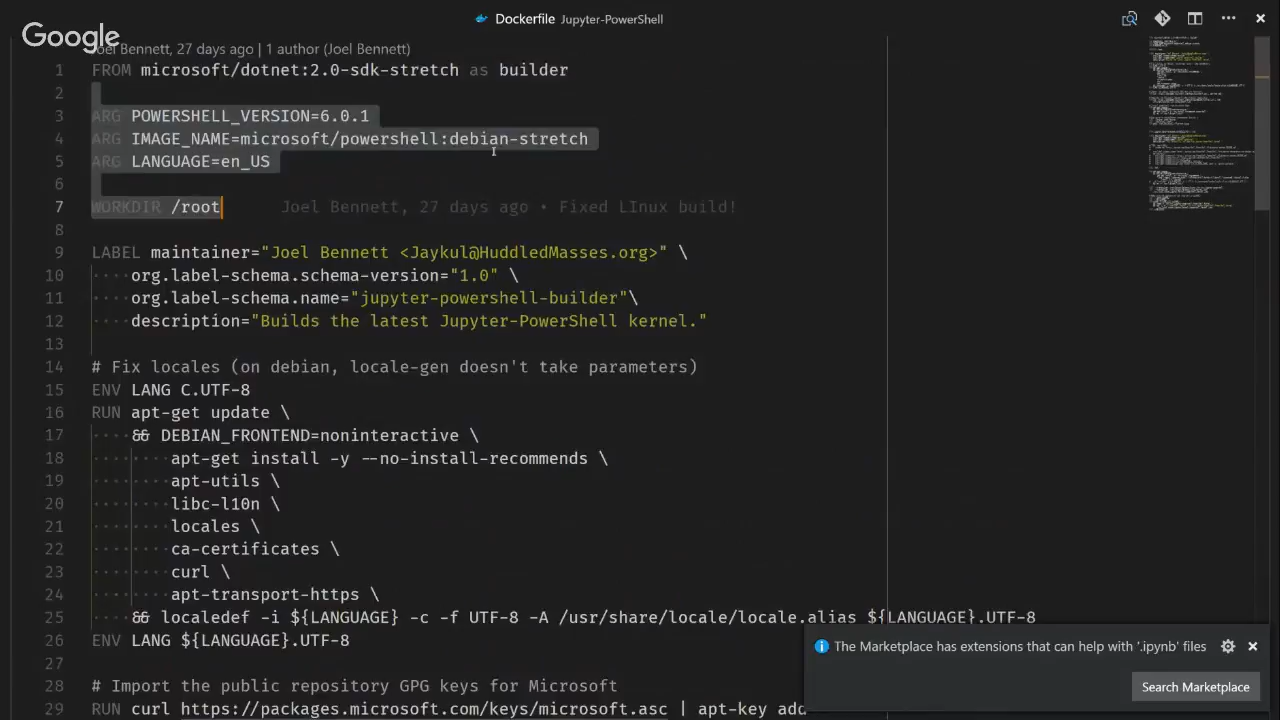 Dockerfile Jupyter-PowerShell
Google
Joel Bennett, 27 days ago | 1 author (Joel Bennett)
1 FROM microsoft/dotnet:2.0-sdk-stretch as builder
2
3 ARG POWERSHELL_VERSION=6.0.1
4 ARG IMAGE_NAME=microsoft/powershell:debian-stretch
5 ARG LANGUAGE=en_US
6
7 WORKDIR /root Joel Bennett, 27 days ago • Fixed LInux build!
8
9 LABEL maintainer="Joel Bennett <Jaykul@HuddledMasses.org>" \
10 ····org.label-schema.schema-version="1.0" \
11 ····org.label-schema.name="jupyter-powershell-builder"\
12 ····description="Builds the latest Jupyter-PowerShell kernel."
13
14 # Fix locales (on debian, locale-gen doesn't take parameters)
15 ENV LANG C.UTF-8
16 RUN apt-get update \
17 ····&& DEBIAN_FRONTEND=noninteractive \
18 ········apt-get install -y --no-install-recommends \
19 ········apt-utils \
20 ········libc-l10n \
21 ········locales \
22 ········ca-certificates \
23 ········curl \
24 ········apt-transport-https \
25 ····&& localedef -i ${LANGUAGE} -c -f UTF-8 -A /usr/share/locale/locale.alias ${LANGUAGE}.UTF-8
26 ENV LANG ${LANGUAGE}.UTF-8
27
28 # Import the public repository GPG keys for Microsoft
29 RUN curl https://packages.microsoft.com/keys/microsoft.asc | apt-key add
The Marketplace has extensions that can help with '.ipynb' files
Search Marketplace